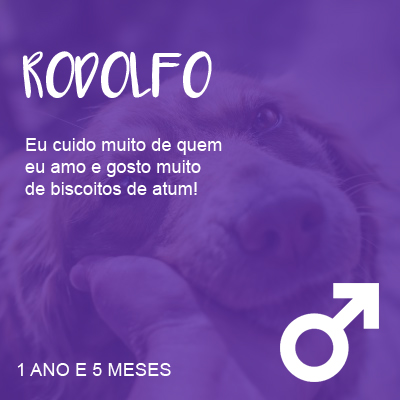 RODOLFO
Eu cuido muito de quem
eu amo e gosto muito
de biscoitos de atum!
1 ANO E 5 MESES